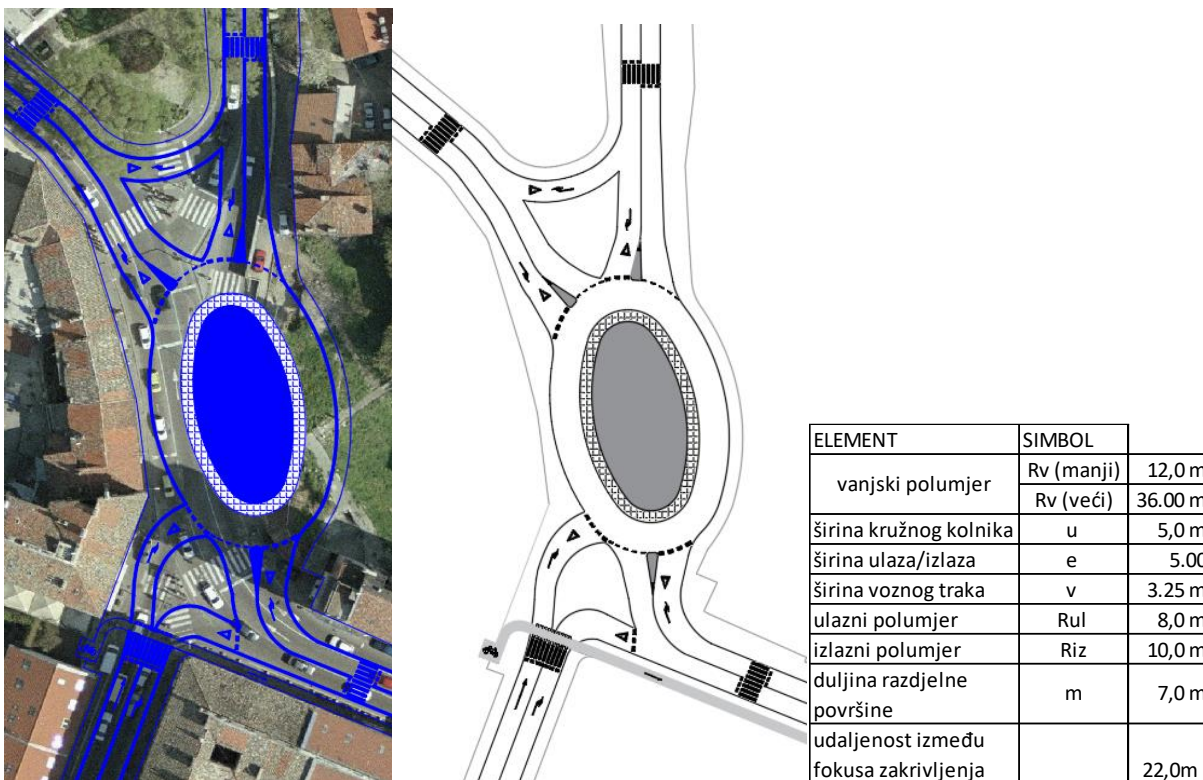 ELEMENT SIMBOL
vanjski polumjer Rv (manji) 12,0 m
Rv (veći) 36.00 m
širina kružnog kolnika u 5,0 m
širina ulaza/izlaza e 5.00
širina voznog traka v 3.25 m
ulazni polumjer Rul 8,0 m
izlazni polumjer Riz 10,0 m
duljina razdjelne
površine m 7,0 m
udaljenost između
fokusa zakrivljenja 22,0m